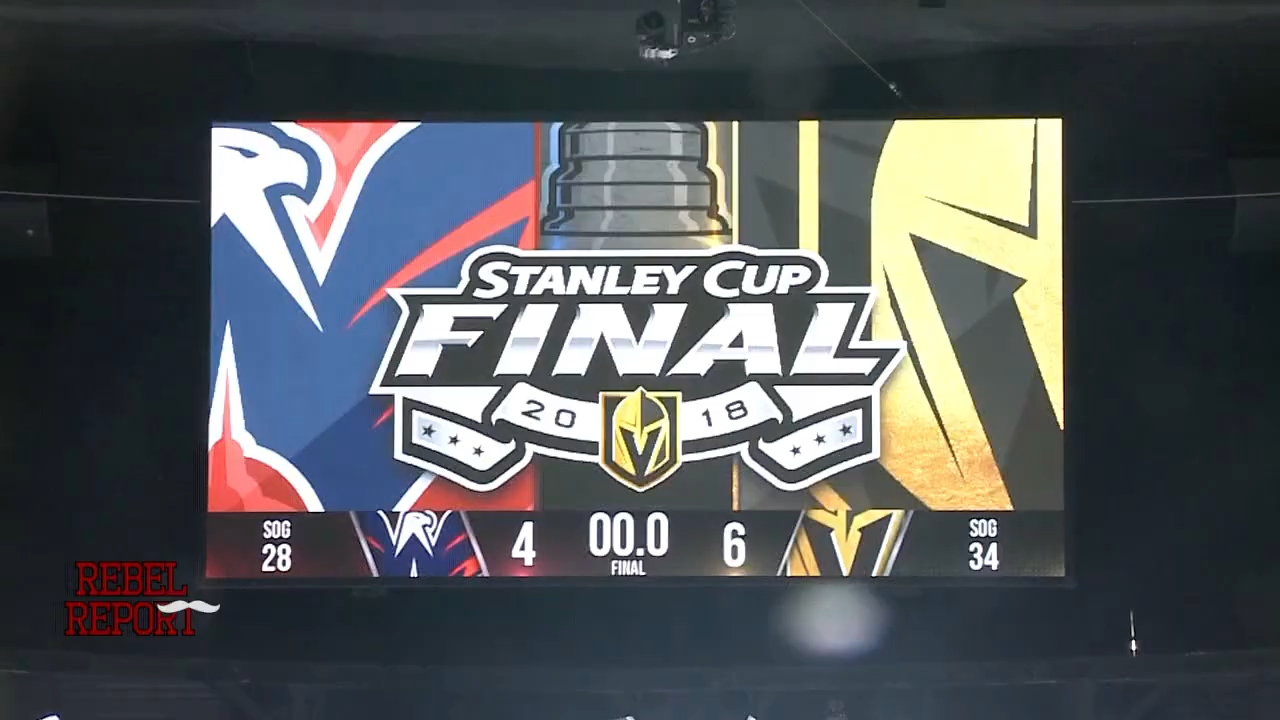 STANLEY CUP
FINAL
20 18
SOG
28
4
00.0
FINAL
6
SOG
34
REBEL
REPORT